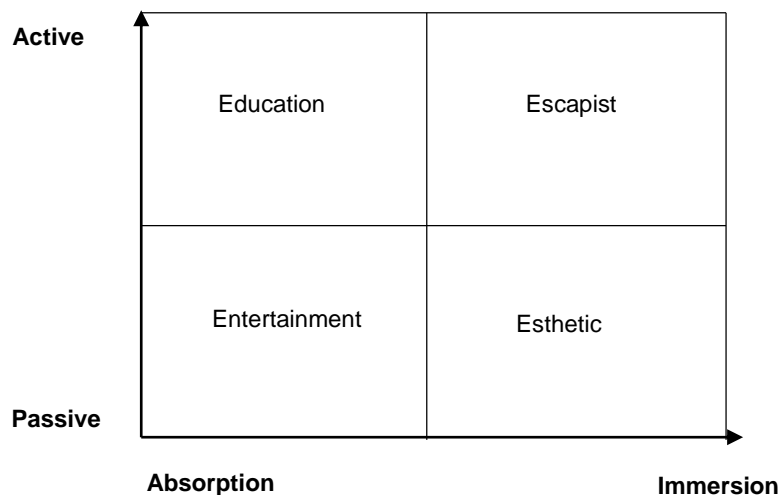 Active
Education
Escapist
Entertainment
Esthetic
Passive
Absorption
Immersion